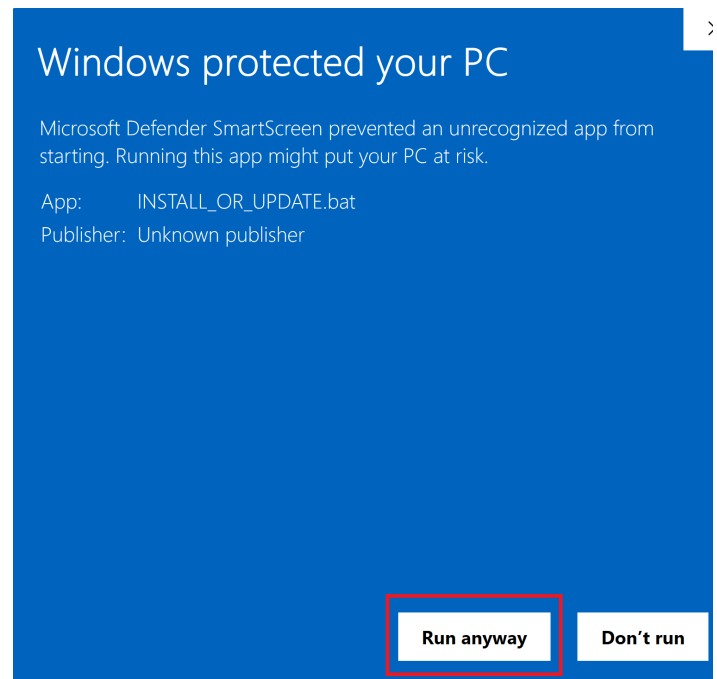 Windows protected your PC
Microsoft Defender SmartScreen prevented an unrecognized app from
starting. Running this app might put your PC at risk.
App: INSTALL_OR_UPDATE.bat
Publisher: Unknown publisher
Run anyway Don’t run